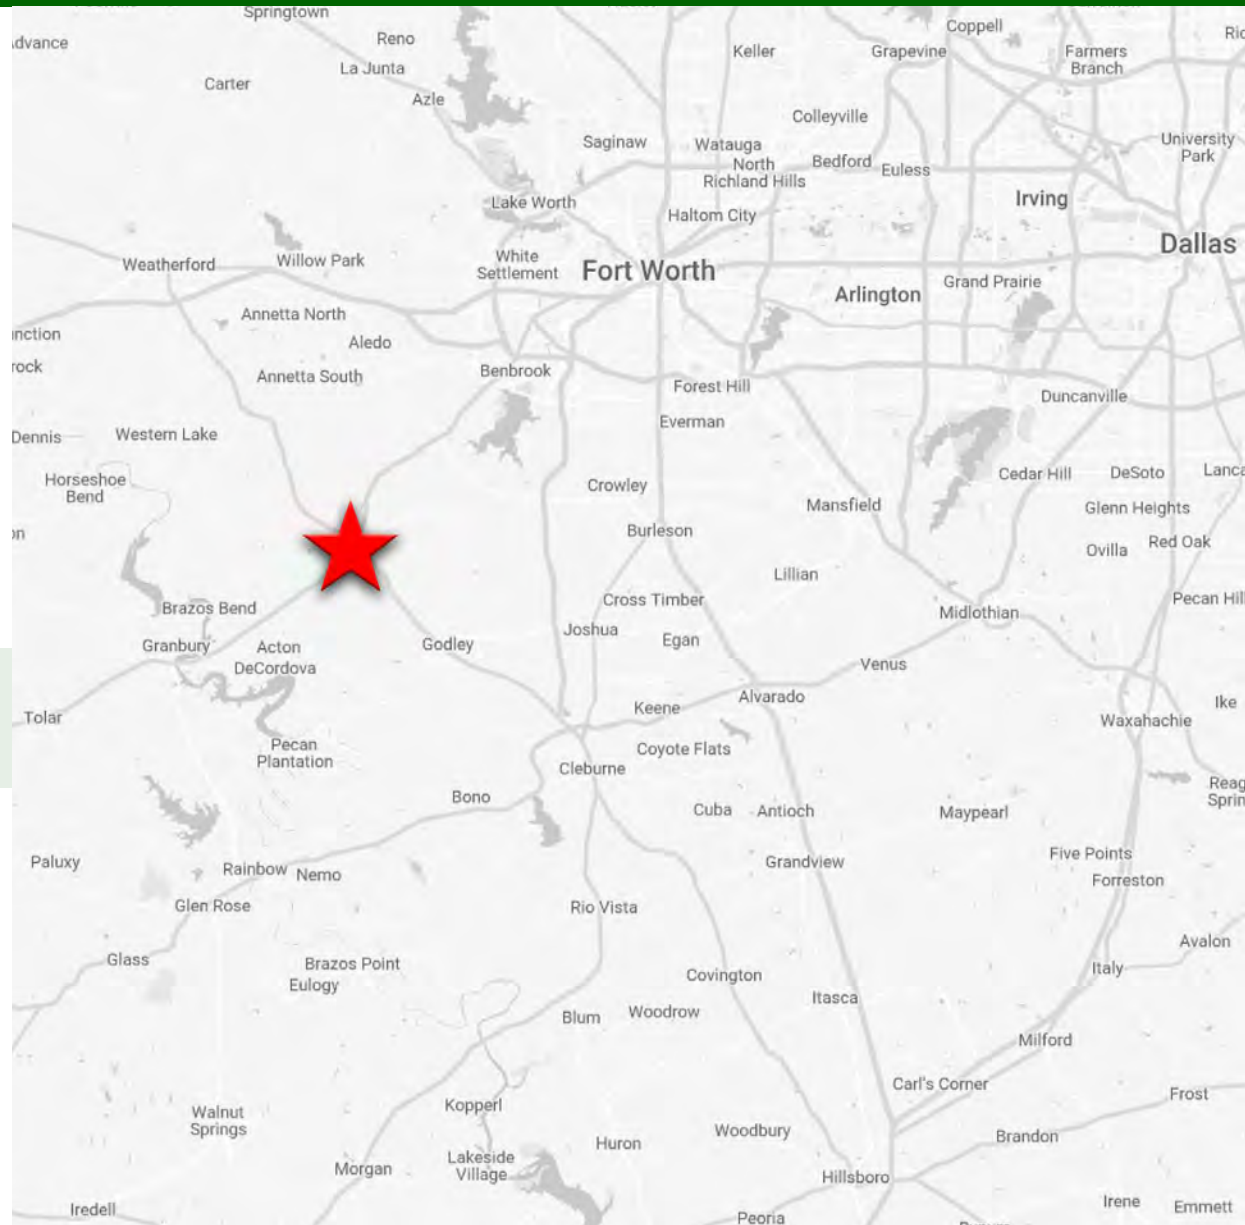 Springtown
Coppell
Reno
Advance
Keller
Grapevine
Farmers
Branch
La Junta
Carter
Azle
Colleyville
University
Park
Saginaw
Watauga
North
Richland Hills
Bedford
Euless
Irving
Lake Worth
Haltom City
Dallas
White
Settlement
Fort Worth
Weatherford
Willow Park
Grand Prairie
Arlington
Annetta North
Aledo
Benbrook
Annetta South
Forest Hill
Duncanville
Everman
Dennis
Western Lake
Horseshoe
Bend
Cedar Hill
DeSoto
Crowley
Mansfield
Glenn Heights
Burleson
Ovilla
Red Oak
Lillian
Cross Timber
Brazos Bend
Midlothian
Pecan Hill
Joshua
Egan
Granbury
Acton
DeCordova
Godley
Venus
Alvarado
Keene
Tolar
Ike
Waxahachie
Pecan
Plantation
Coyote Flats
Cleburne
Bono
Cuba
Antioch
Maypearl
Five Points
Grandview
Paluxy
Rainbow
Nemo
Forreston
Glen Rose
Rio Vista
Avalon
Glass
Brazos Point
Eulogy
Covington
Italy
Itasca
Blum
Woodrow
Milford
Carl's Corner
Frost
Kopperl
Walnut
Springs
Woodbury
Brandon
Huron
Lakeside
Village
Morgan
Hillsboro
Iredell
Irene
Emmett
Peoria